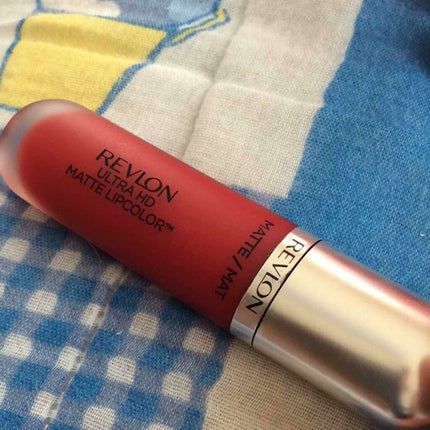 REVLON
ULTRA HD
MATTE LIPCOLOR™
MATTE / MAT
REVLON